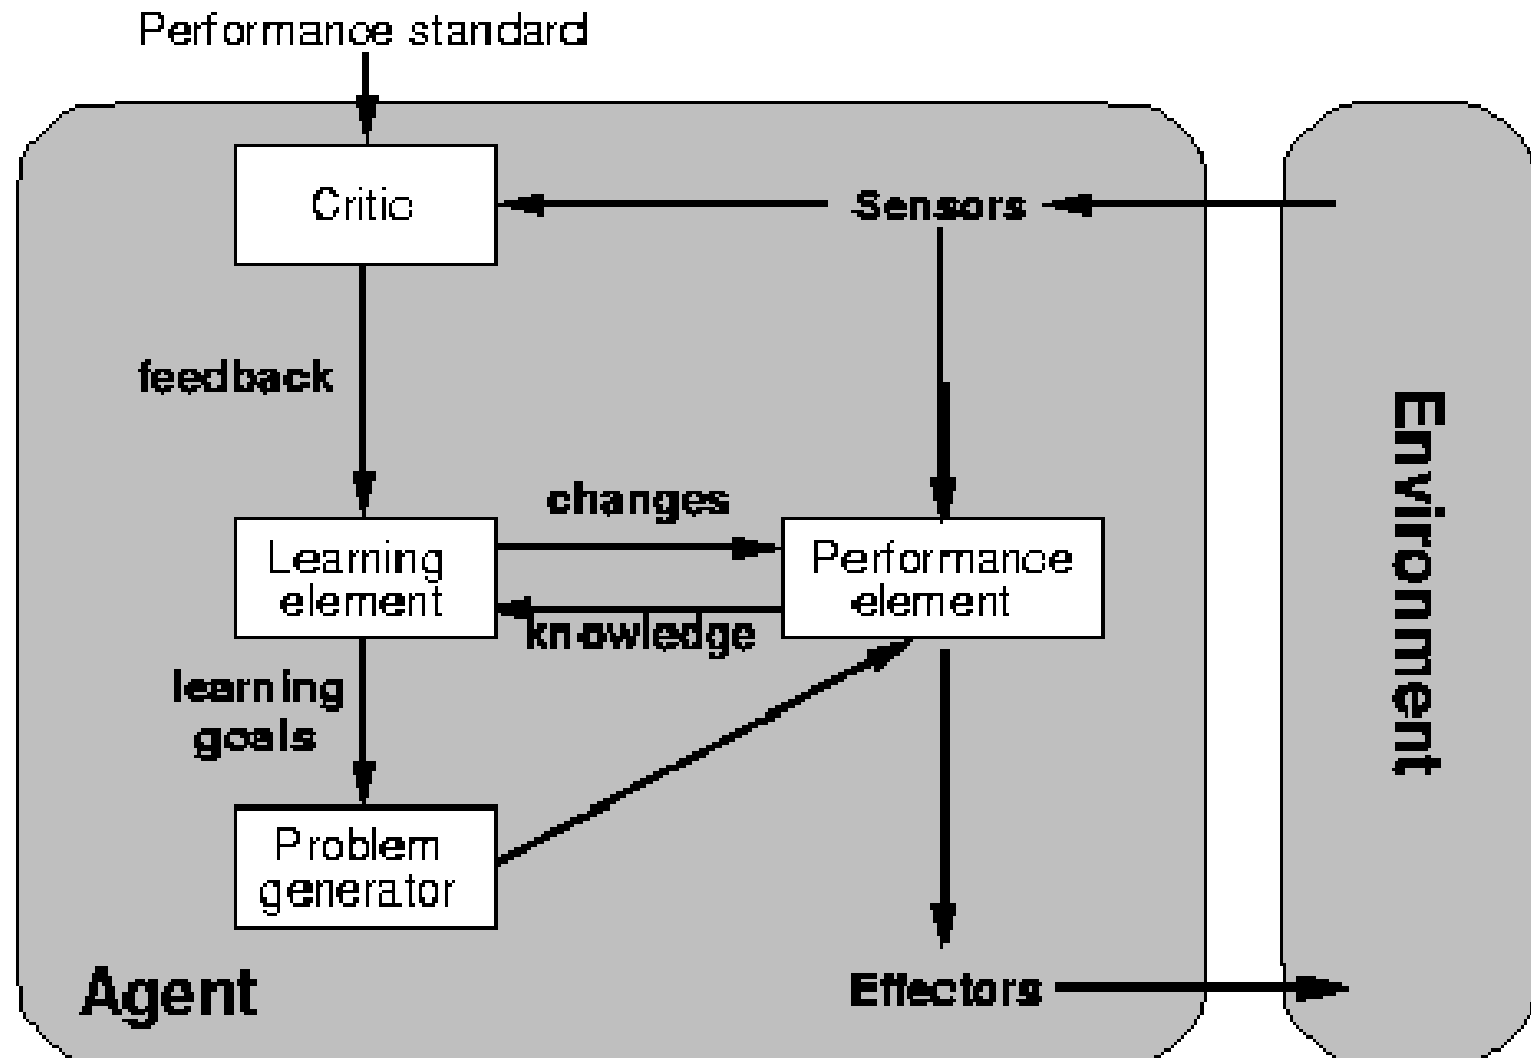 Performance standard
Critic
Sensors
feedback
changes
Learning
element
Performance
element
knowledge
learning
goals
Problem
generator
Agent
Effectors
Environment